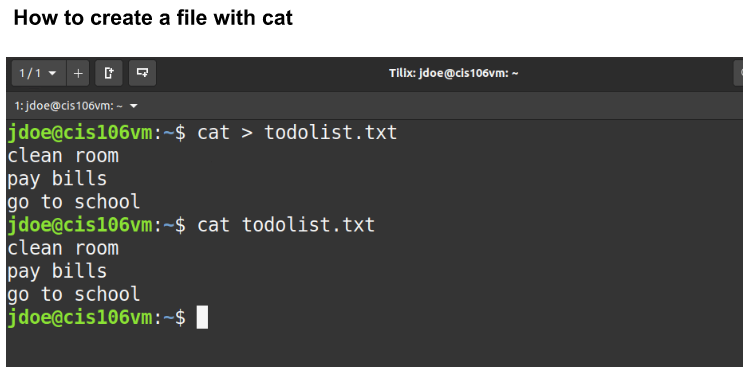 How to create a file with cat
1/1
Tilix: jdoe@cis106vm: ~
1: jdoe@cis106vm: ~
jdoe@cis106vm:~$ cat > todolist.txt
clean room
pay bills
go to school
jdoe@cis106vm:~$ cat todolist.txt
clean room
pay bills
go to school
jdoe@cis106vm:~$